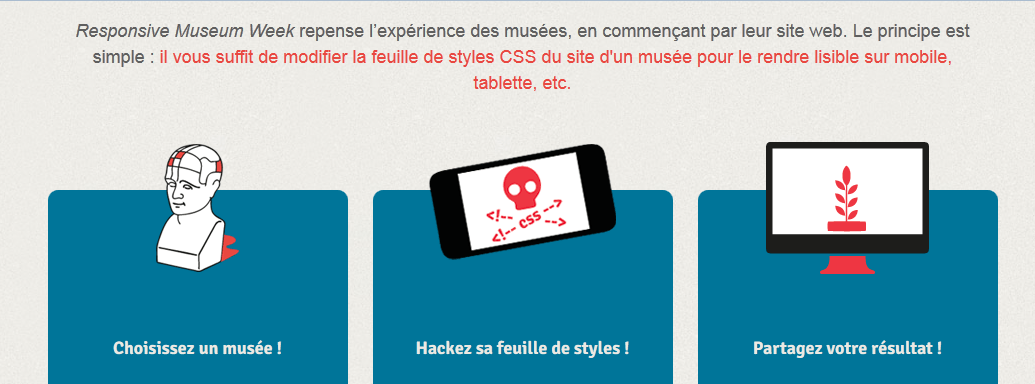 Responsive Museum Week repense l’expérience des musées, en commençant par leur site web. Le principe est
simple : il vous suffit de modifier la feuille de styles CSS du site d'un musée pour le rendre lisible sur mobile,
tablette, etc.
<!-- CSS -->
<!-- -->
Choisissez un musée !
Hackez sa feuille de styles !
Partagez votre résultat !